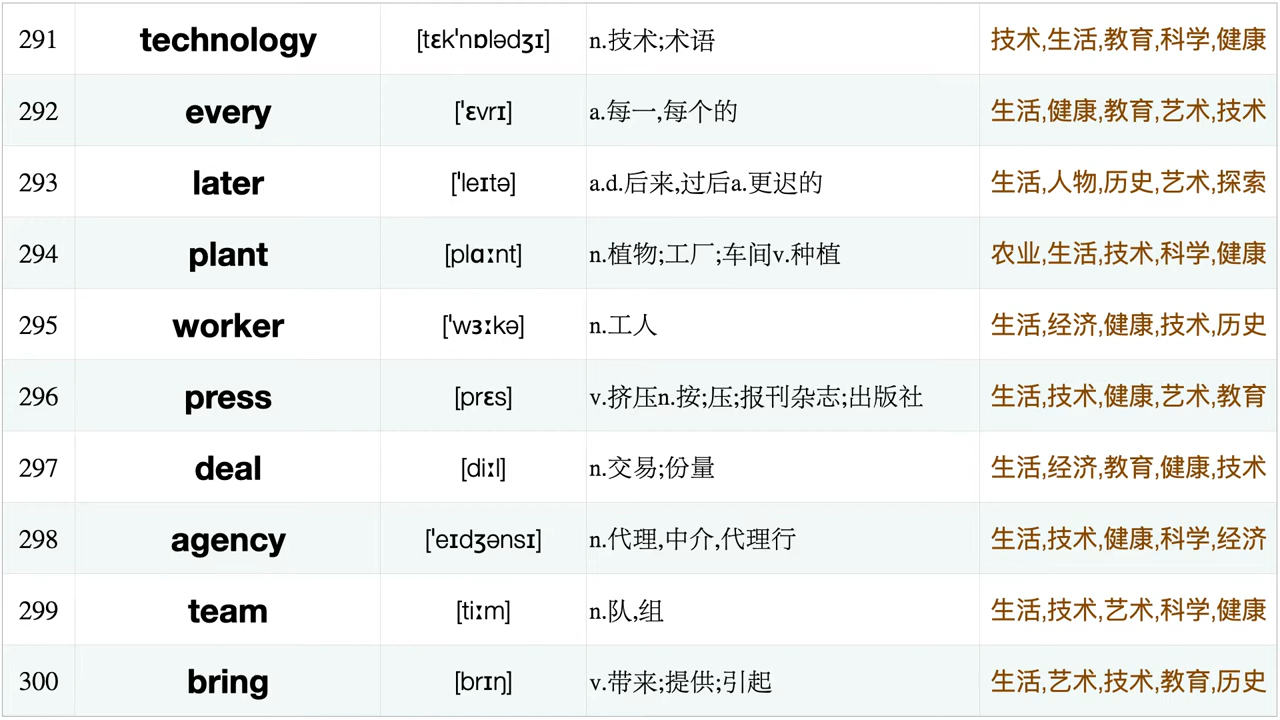 291 technology [tɛkˈnɒlədʒɪ] n.技术;术语 技术,生活,教育,科学,健康
292 every [ˈɛvrɪ] a.每一,每个的 生活,健康,教育,艺术,技术
293 later [ˈleɪtə] a.d.后来,过后a.更迟的 生活,人物,历史,艺术,探索
294 plant [plɑːnt] n.植物;工厂;车间v.种植 农业,生活,技术,科学,健康
295 worker [ˈwɜːkə] n.工人 生活,经济,健康,技术,历史
296 press [prɛs] v.挤压n.按;压;报刊杂志;出版社 生活,技术,健康,艺术,教育
297 deal [diːl] n.交易;份量 生活,经济,教育,健康,技术
298 agency [ˈeɪdʒənsɪ] n.代理,中介,代理行 生活,技术,健康,科学,经济
299 team [tiːm] n.队,组 生活,技术,艺术,科学,健康
300 bring [brɪŋ] v.带来;提供;引起 生活,艺术,技术,教育,历史